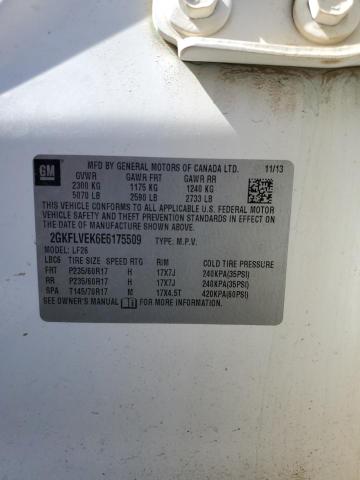 GM
MFD BY GENERAL MOTORS OF CANADA LTD. 11/13
GVWR GAWR FRT GAWR RR
2300 KG 1175 KG 1240 KG
5070 LB 2590 LB 2733 LB
THIS VEHICLE CONFORMS TO ALL APPLICABLE U.S.
FEDERAL MOTOR VEHICLE SAFETY, BUMPER, AND
THEFT PREVENTION STANDARDS IN EFFECT ON THE
DATE OF MANUFACTURE SHOWN ABOVE.
2GKFLVEK6E6175509 TYPE: M.P.V.
MODEL: LF26
LBC6 TIRE SIZE SPEED RTG RIM COLD TIRE PRESSURE
FRT P235/60R17 H 17X7J 240KPA(35PSI)
RR P235/60R17 H 17X7J 240KPA(35PSI)
SPA T145/70R17 M 17X4.5T 420KPA(60PSI)
SEE OWNER'S MANUAL FOR MORE INFORMATION